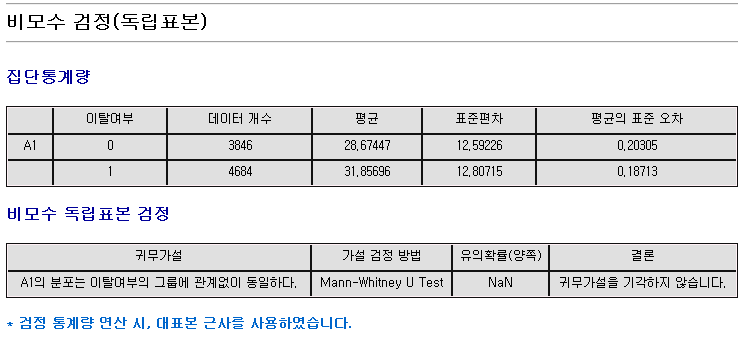 비모수 검정(독립표본)
집단통계량
이탈여부 데이터 개수 평균 표준편차 평균의 표준 오차
A1 0 3846 28,67447 12,59226 0,20305
1 4684 31,85696 12,80715 0,18713
비모수 독립표본 검정
귀무가설 가설 검정 방법 유의확률(양쪽) 결론
A1의 분포는 이탈여부의 그룹에 관계없이 동일하다. Mann-Whitney U Test NaN 귀무가설을 기각하지 않습니다.
* 검정 통계량 연산 시, 대표본 근사를 사용하였습니다.